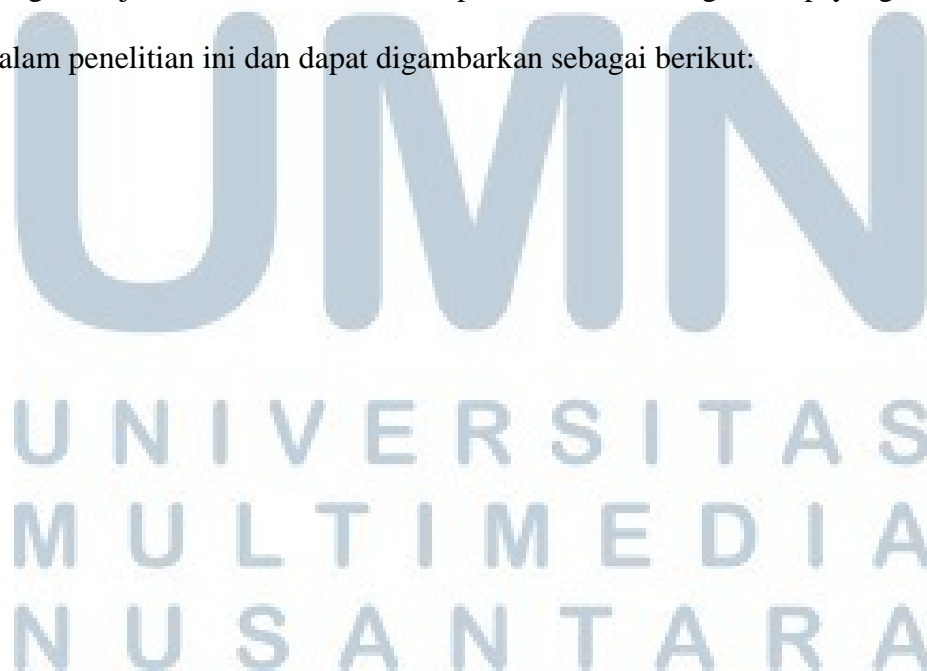 alam penelitian ini dan dapat digambarkan sebagai berikut:
UMN
UNIVERSITAS
MULTIMEDIA
NUSANTARA